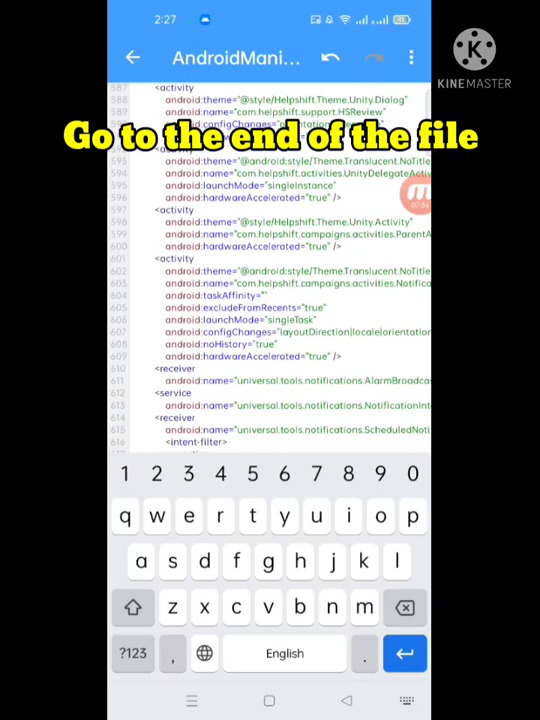 2:27
AndroidMani...
KINEMASTER
587 <activity
588 android:theme="@style/Helpshift.Theme.Unity.Dialog"
589 android:name="com.helpshift.support.HSReview"
Go to the end of the file
593 android:theme="@android:style/Theme.Translucent.NoTitle
594 android:name="com.helpshift.activities.UnityDelegateActiv
595 android:launchMode="singleInstance"
596 android:hardwareAccelerated="true" />
07:54
597 <activity
598 android:theme="@style/Helpshift.Theme.Unity.Activity"
599 android:name="com.helpshift.campaigns.activities.ParentA
600 android:hardwareAccelerated="true" />
601 <activity
602 android:theme="@android:style/Theme.Translucent.NoTitle
603 android:name="com.helpshift.campaigns.activities.Notifica
604 android:taskAffinity=""
605 android:excludeFromRecents="true"
606 android:launchMode="singleTask"
607 android:configChanges="layoutDirection|locale|orientation
608 android:noHistory="true"
609 android:hardwareAccelerated="true" />
610 <receiver
611 android:name="universal.tools.notifications.AlarmBroadca
612 <service
613 android:name="universal.tools.notifications.NotificationInt
614 <receiver
615 android:name="universal.tools.notifications.ScheduledNoti
616 <intent-filter>
1 2 3 4 5 6 7 8 9 0
q w e r t y u i o p
a s d f g h j k l
z x c v b n m
?123 , English .